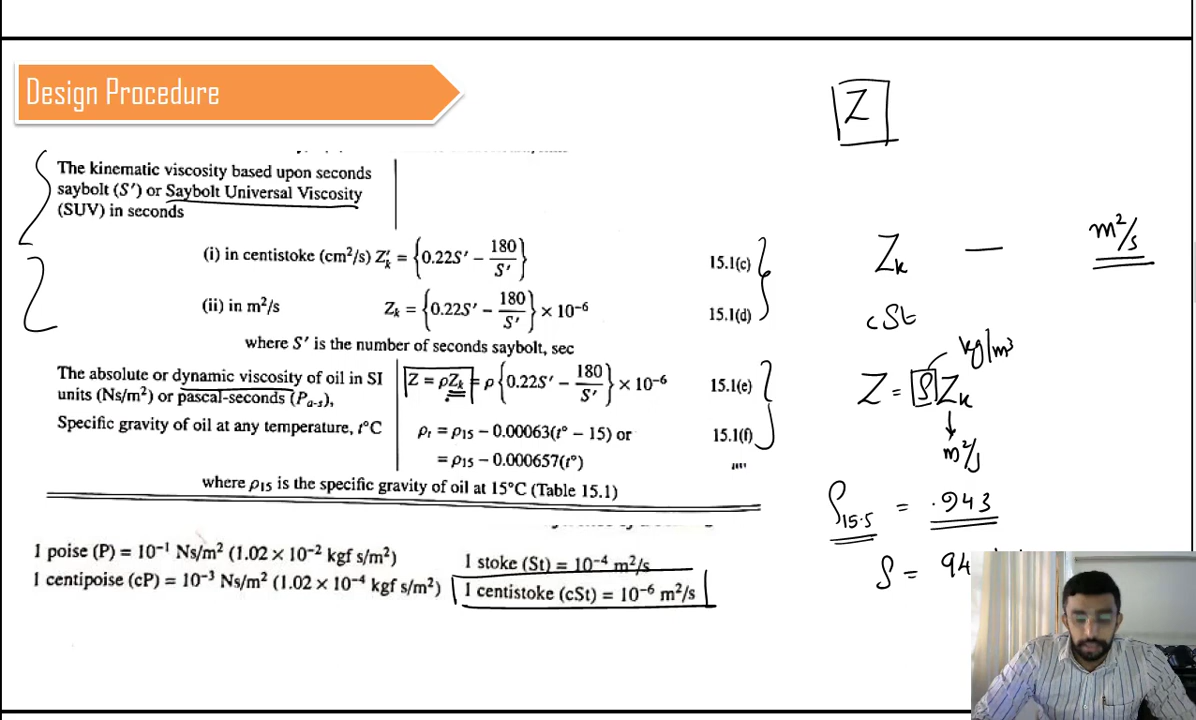 Design Procedure
The kinematic viscosity based upon seconds
saybolt (S′) or Saybolt Universal Viscosity
(SUV) in seconds
(i) in centistoke (cm²/s) Z′ₖ = {0.22S′ − 180/S′} 15.1(c)
(ii) in m²/s Zₖ = {0.22S′ − 180/S′} × 10⁻⁶ 15.1(d)
where S′ is the number of seconds saybolt, sec
The absolute or dynamic viscosity of oil in SI
units (Ns/m²) or pascal-seconds (Pₐ₋ₛ),
Z = ρZₖ = ρ{0.22S′ − 180/S′} × 10⁻⁶ 15.1(e)
Specific gravity of oil at any temperature, t°C
ρₜ = ρ₁₅ − 0.00063(t° − 15) or 15.1(f)
= ρ₁₅ − 0.000657(t°)
where ρ₁₅ is the specific gravity of oil at 15°C (Table 15.1)
1 poise (P) = 10⁻¹ Ns/m² (1.02 × 10⁻² kgf s/m²)
1 centipoise (cP) = 10⁻³ Ns/m² (1.02 × 10⁻⁴ kgf s/m²)
1 stoke (St) = 10⁻⁴ m²/s
1 centistoke (cSt) = 10⁻⁶ m²/s
Z
Zₖ — m²/s
cSt
kg/m³
Z = ρZₖ
m²/s
ρ₁₅.₅ = .943
ρ = 94